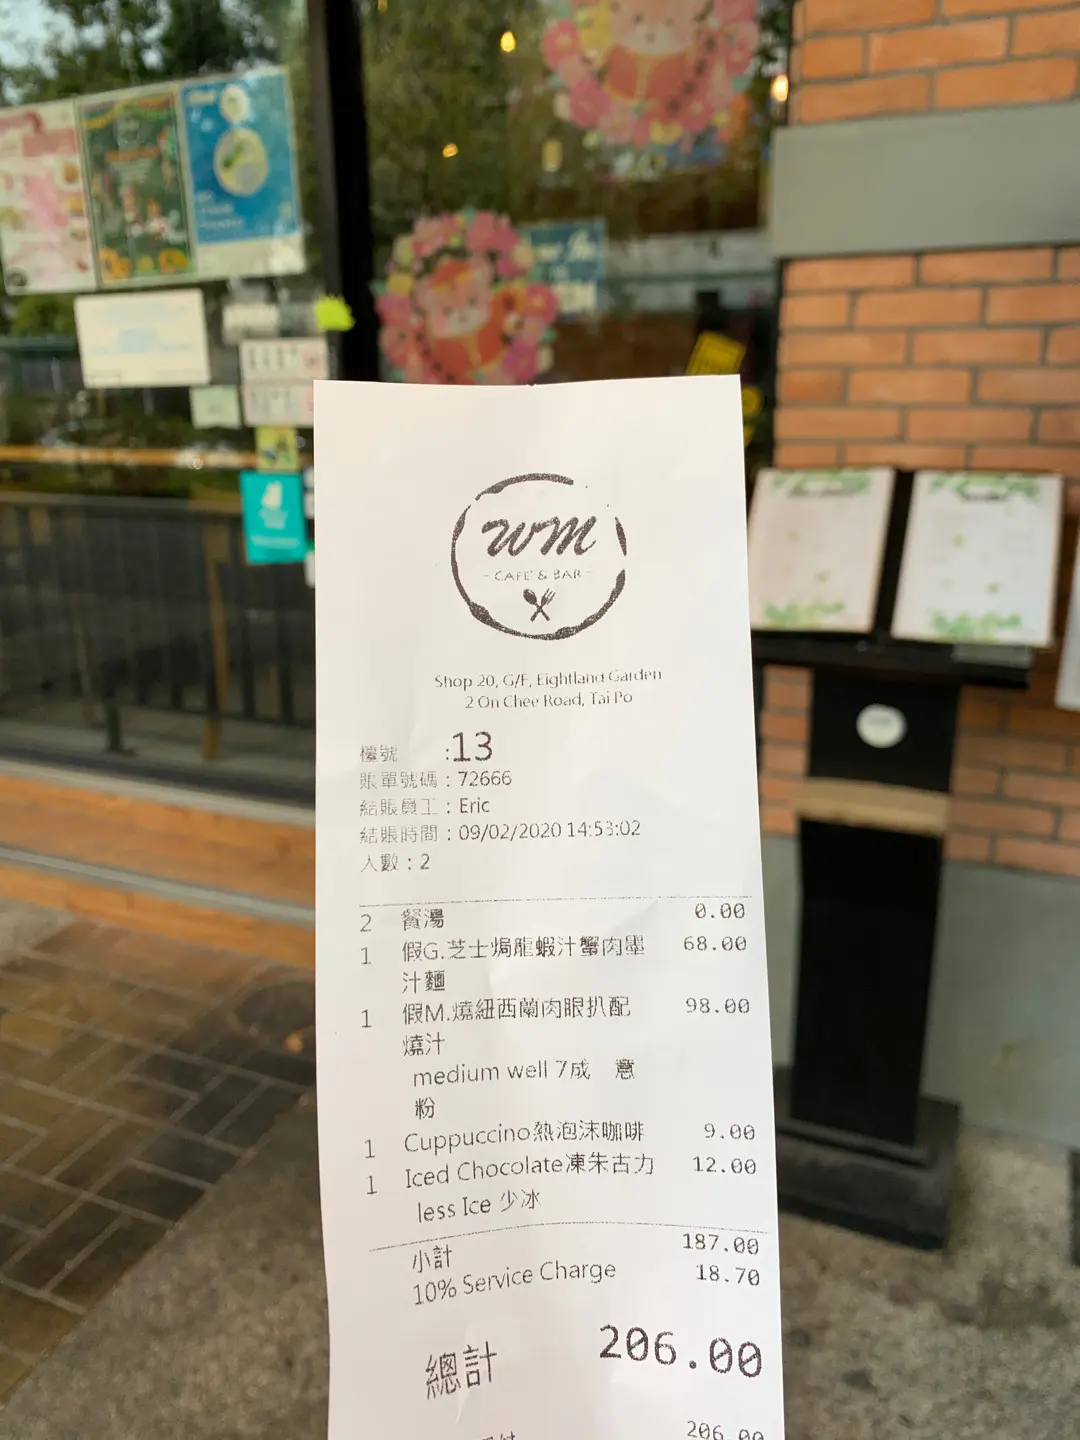 WM
- CAFE & BAR -
Shop 20, G/F, Eightland Garden
2 On Chee Road, Tai Po
檯號 :13
賬單號碼 : 72666
結賬員工 : Eric
結賬時間 : 09/02/2020 14:53:02
人數 : 2
2 餐湯 0.00
1 假G.芝士焗龍蝦汁蟹肉墨 68.00
汁麵
1 假M.燒紐西蘭肉眼扒配 98.00
燒汁
medium well 7成 意
粉
1 Cuppuccino熱泡沫咖啡 9.00
1 Iced Chocolate凍朱古力 12.00
less Ice 少冰
小計 187.00
10% Service Charge 18.70
總計 206.00
206.00